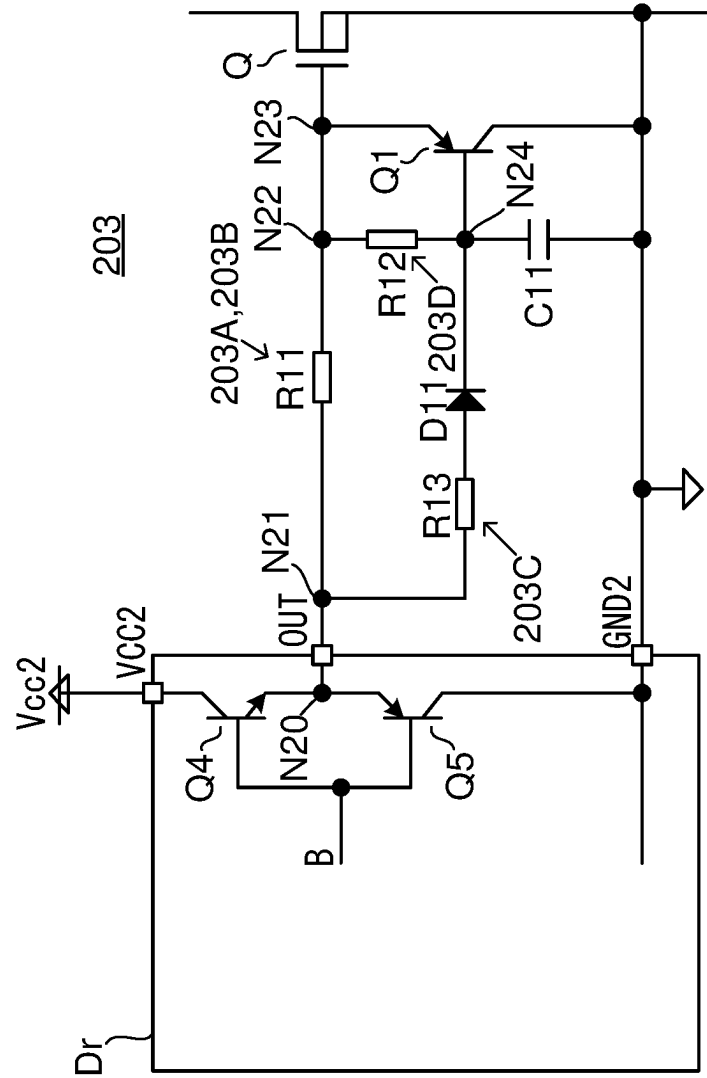 203
Q
N23
N22
Q1
N24
203A,203B
R11
R12
203D
C11
D11
R13
203C
N21
OUT
GND2
VCC2
Vcc2
Q4
N20
Q5
B
Dr